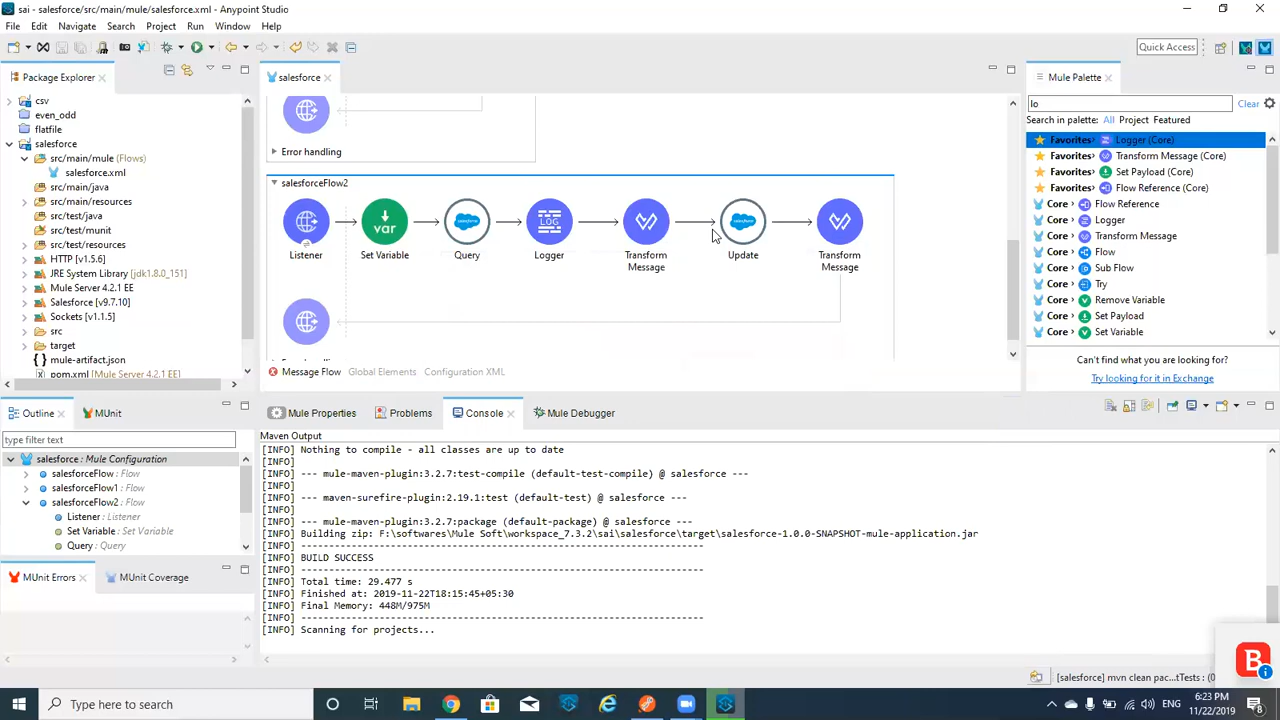 sai - salesforce/src/main/mule/salesforce.xml - Anypoint Studio
File Edit Navigate Search Project Run Window Help
Quick Access
Package Explorer
csv
even_odd
flatfile
salesforce
src/main/mule (Flows)
salesforce.xml
src/main/java
src/main/resources
src/test/java
src/test/munit
src/test/resources
HTTP [v1.5.6]
JRE System Library [jdk1.8.0_151]
Mule Server 4.2.1 EE
Salesforce [v9.7.10]
Sockets [v1.1.5]
src
target
mule-artifact.json
pom.xml [Mule Server 4.2.1 EE]
salesforce
Error handling
salesforceFlow2
var
salesforce
LOG
salesforce
Listener
Set Variable
Query
Logger
Transform Message
Update
Transform Message
Message Flow Global Elements Configuration XML
Mule Palette
lo
Clear
Search in palette: All Project Featured
Favorites> Logger (Core)
Favorites> Transform Message (Core)
Favorites> Set Payload (Core)
Favorites> Flow Reference (Core)
Core > Flow Reference
Core > Logger
Core > Transform Message
Core > Flow
Core > Sub Flow
Core > Try
Core > Remove Variable
Core > Set Payload
Core > Set Variable
Can't find what you are looking for?
Try looking for it in Exchange
Outline MUnit
type filter text
salesforce : Mule Configuration
salesforceFlow : Flow
salesforceFlow1 : Flow
salesforceFlow2 : Flow
Listener : Listener
Set Variable : Set Variable
Query : Query
MUnit Errors MUnit Coverage
Mule Properties Problems Console Mule Debugger
Maven Output
[INFO] Nothing to compile - all classes are up to date
[INFO]
[INFO] --- mule-maven-plugin:3.2.7:test-compile (default-test-compile) @ salesforce ---
[INFO]
[INFO] --- maven-surefire-plugin:2.19.1:test (default-test) @ salesforce ---
[INFO]
[INFO] --- mule-maven-plugin:3.2.7:package (default-package) @ salesforce ---
[INFO] Building zip: F:\softwares\Mule Soft\workspace_7.3.2\sai\salesforce\target\salesforce-1.0.0-SNAPSHOT-mule-application.jar
[INFO] ------------------------------------------------------------------------
[INFO] BUILD SUCCESS
[INFO] ------------------------------------------------------------------------
[INFO] Total time: 29.477 s
[INFO] Finished at: 2019-11-22T18:15:45+05:30
[INFO] Final Memory: 448M/975M
[INFO] ------------------------------------------------------------------------
[INFO] Scanning for projects...
B
[salesforce] mvn clean pac...tTests : (0
Type here to search
ENG
6:23 PM
11/22/2019